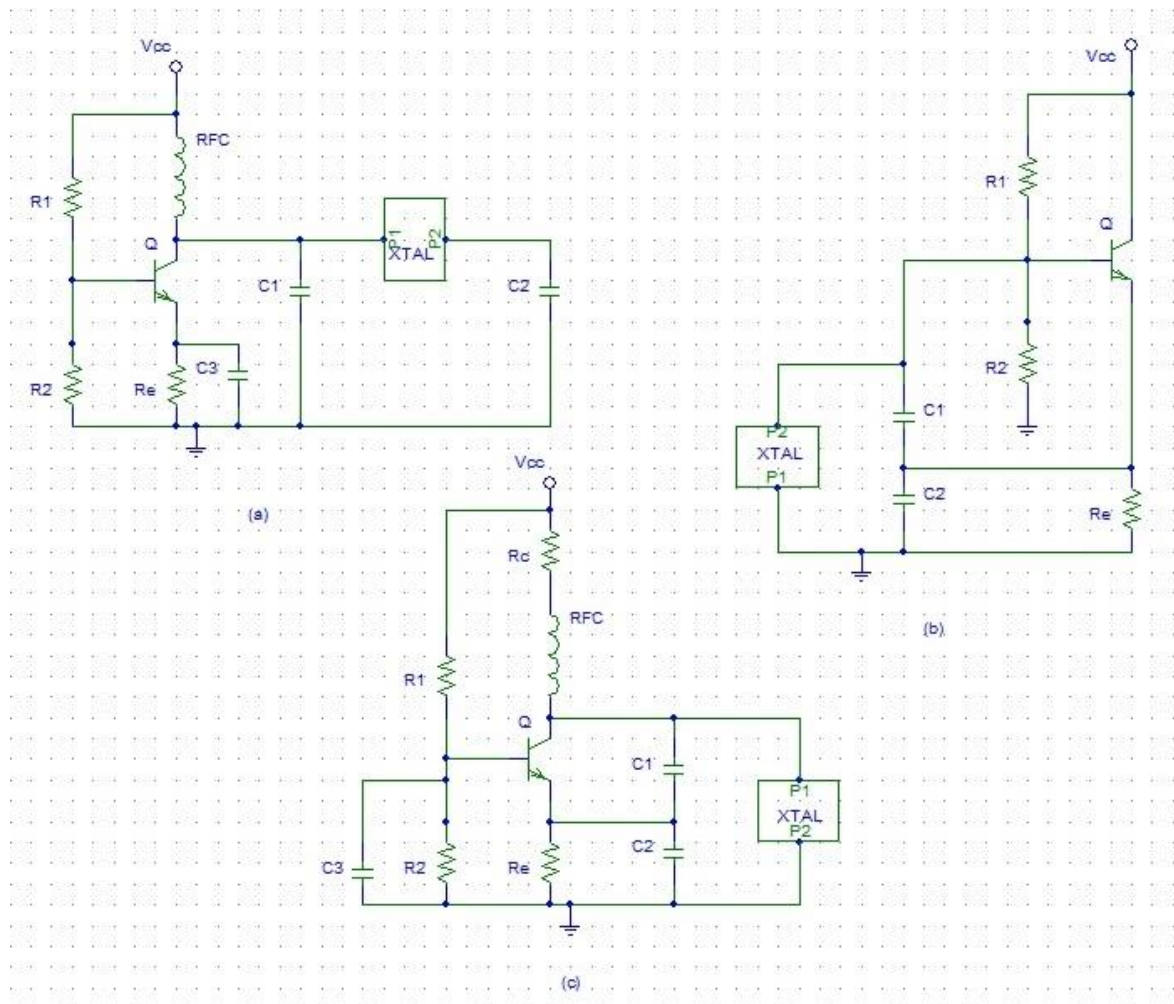 Vcc
RFC
R1
Q
P1
P2
XTAL
C1
C2
C3
R2
Re
(a)
Vcc
R1
Q
R2
C1
P2
XTAL
P1
C2
Re
(b)
Vcc
Rc
RFC
R1
Q
C1
P1
XTAL
P2
C2
C3
R2
Re
(c)